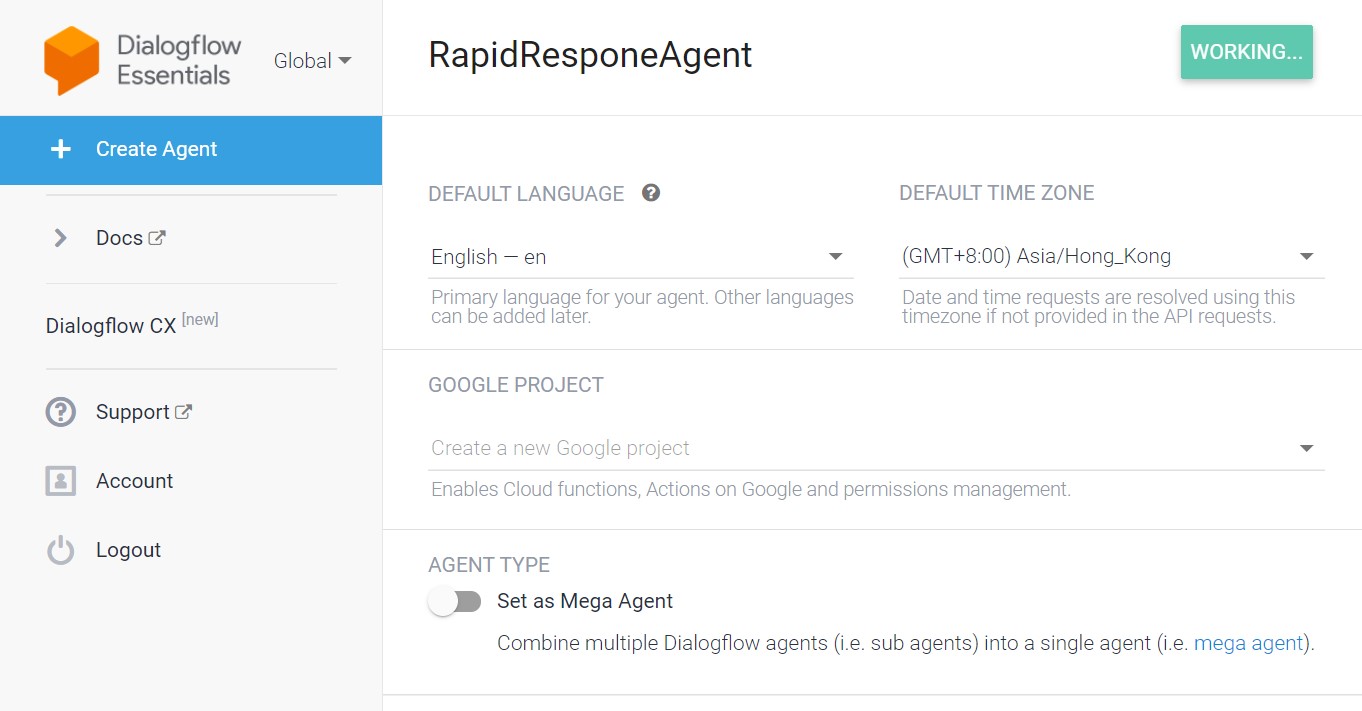 Dialogflow
Essentials
Global
RapidResponeAgent
WORKING...
Create Agent
Docs
Dialogflow CX [new]
Support
Account
Logout
DEFAULT LANGUAGE
English — en
Primary language for your agent. Other languages
can be added later.
DEFAULT TIME ZONE
(GMT+8:00) Asia/Hong_Kong
Date and time requests are resolved using this
timezone if not provided in the API requests.
GOOGLE PROJECT
Create a new Google project
Enables Cloud functions, Actions on Google and permissions management.
AGENT TYPE
Set as Mega Agent
Combine multiple Dialogflow agents (i.e. sub agents) into a single agent (i.e. mega agent).